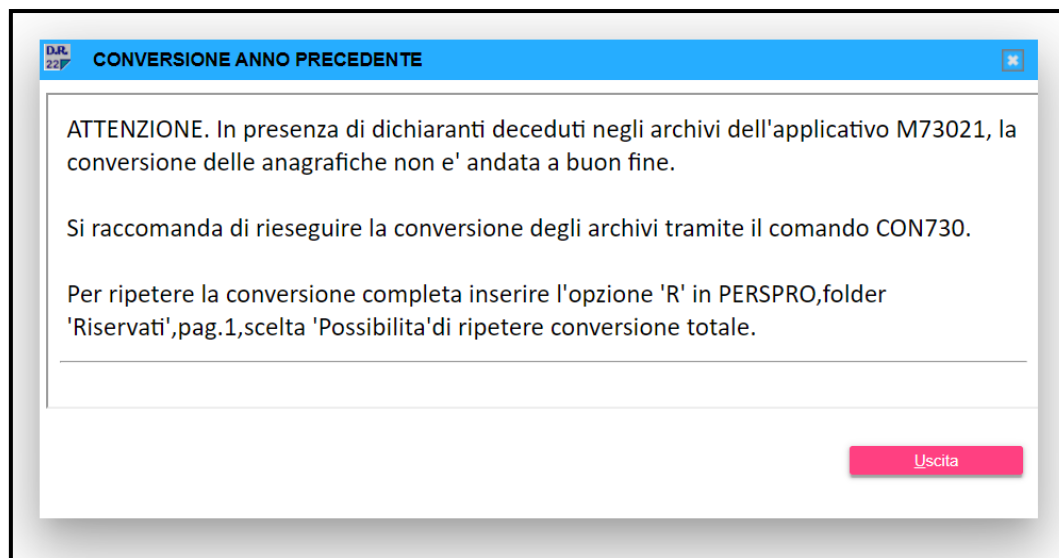 D.R.
22
CONVERSIONE ANNO PRECEDENTE
ATTENZIONE. In presenza di dichiaranti deceduti negli archivi dell'applicativo M73021, la
conversione delle anagrafiche non e' andata a buon fine.
Si raccomanda di rieseguire la conversione degli archivi tramite il comando CON730.
Per ripetere la conversione completa inserire l'opzione 'R' in PERSPRO,folder
'Riservati',pag.1,scelta 'Possibilita'di ripetere conversione totale.
Uscita